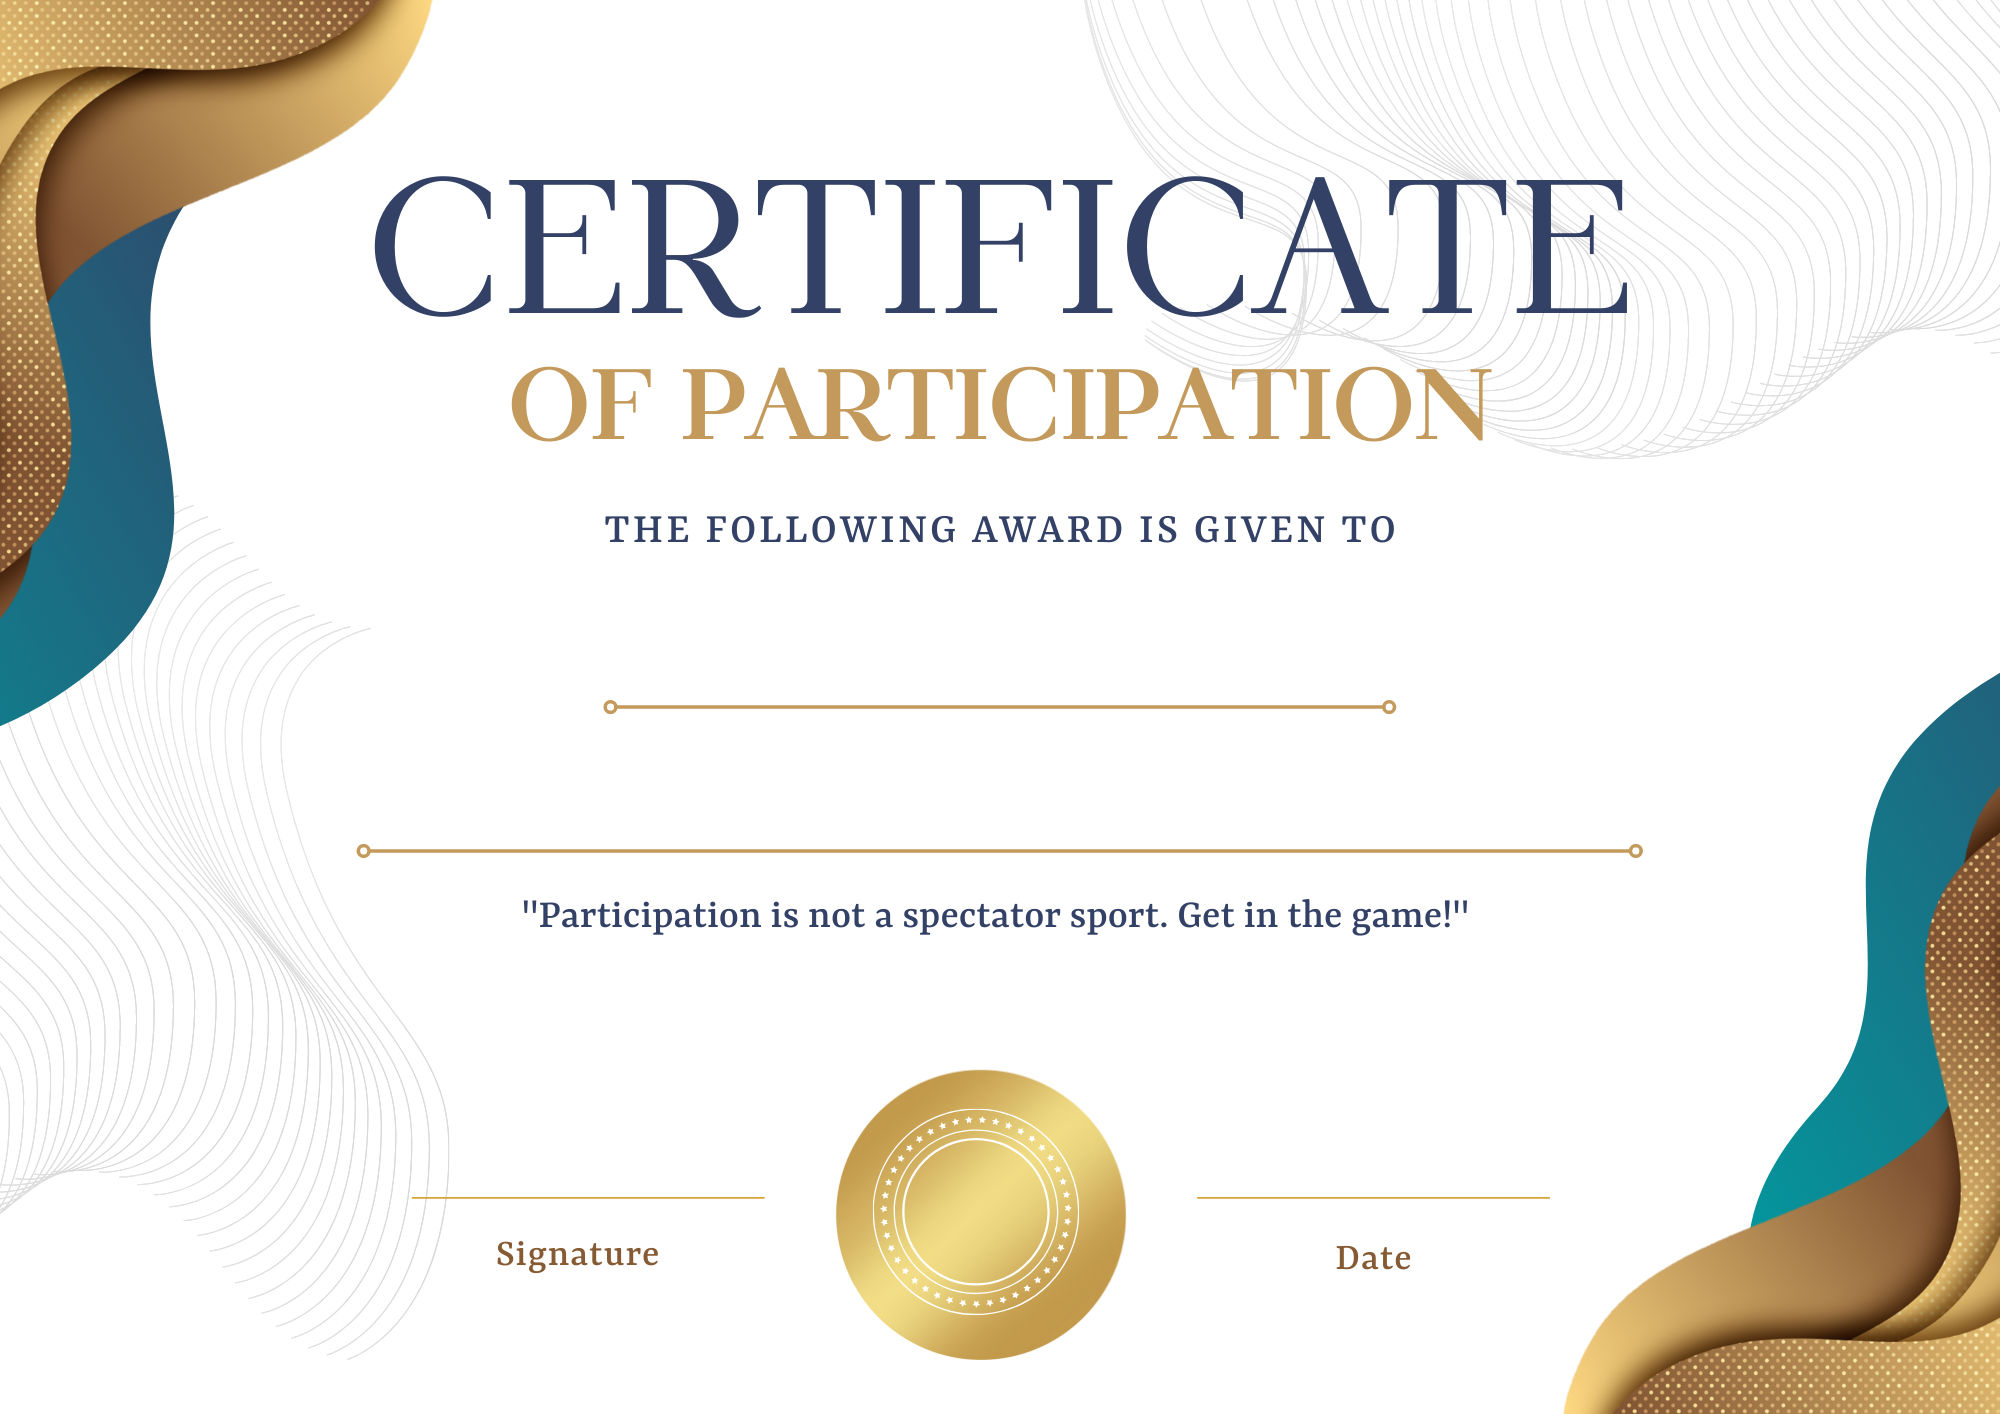 CERTIFICATE
OF PARTICIPATION
THE FOLLOWING AWARD IS GIVEN TO
"Participation is not a spectator sport. Get in the game!"
Signature
Date